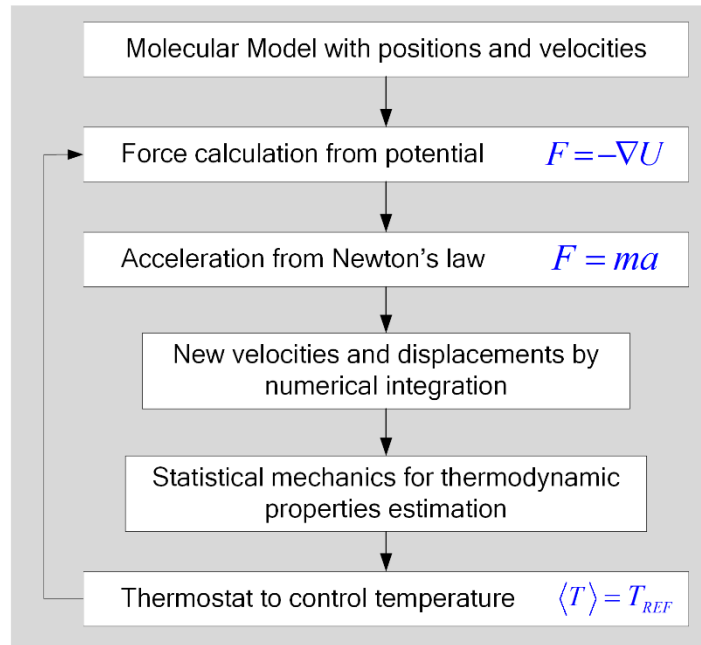 Molecular Model with positions and velocities
Force calculation from potential F = −∇U
Acceleration from Newton's law F = ma
New velocities and displacements by
numerical integration
Statistical mechanics for thermodynamic
properties estimation
Thermostat to control temperature ⟨T⟩ = T_REF